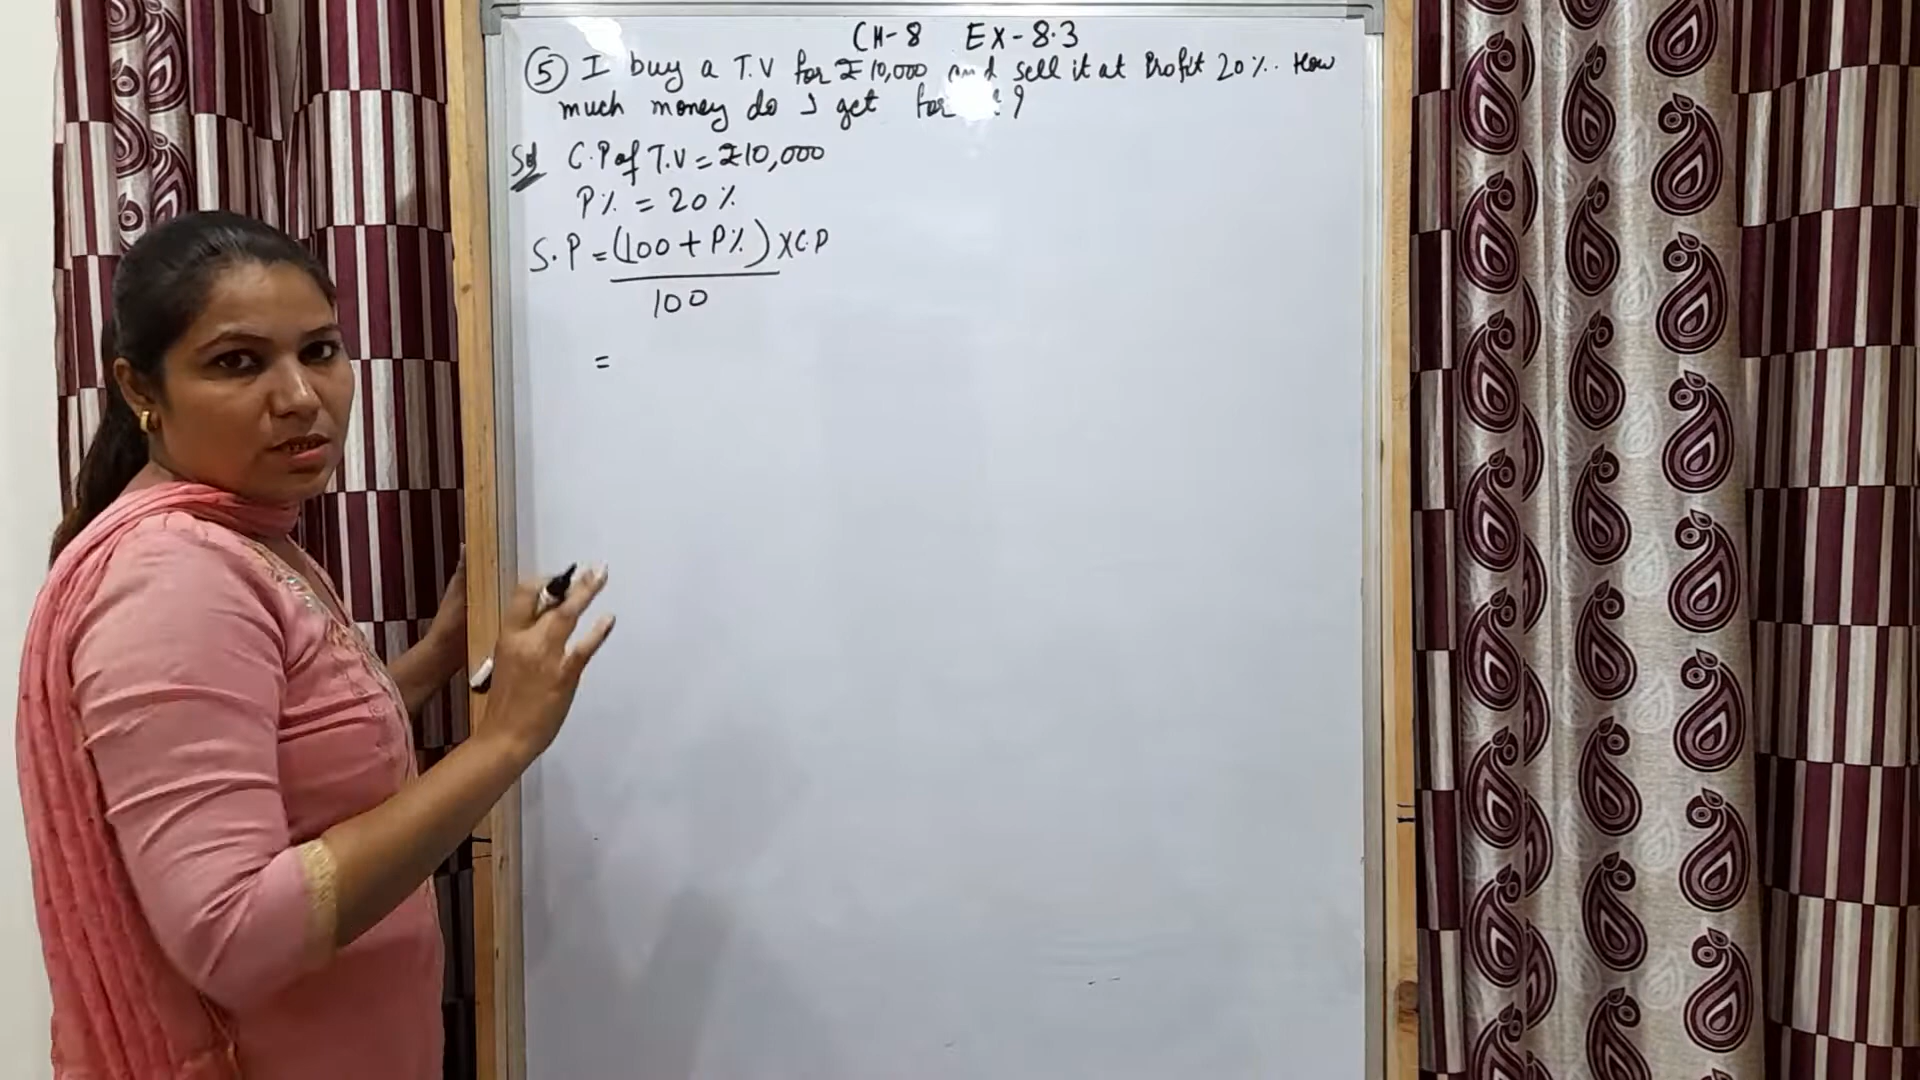 CH-8 EX-8.3
⑤ I buy a T.V for ₹10,000 and sell it at Profit 20%. How
much money do I get for ?
Sol C.P of T.V = ₹10,000
P% = 20%
S.P = (100 + P%) X C.P
100
=